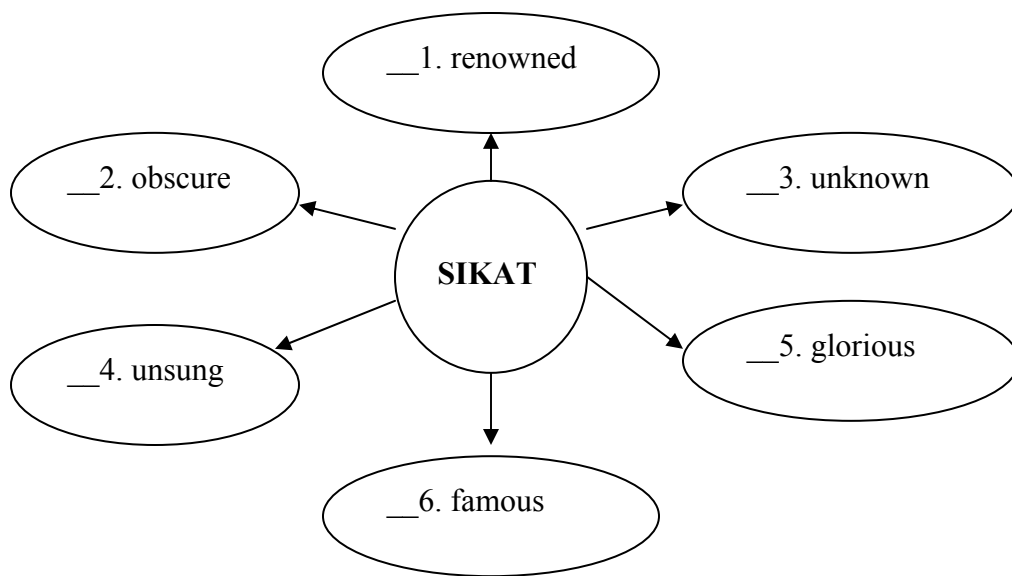 __1. renowned
__2. obscure
__3. unknown
SIKAT
__4. unsung
__5. glorious
__6. famous